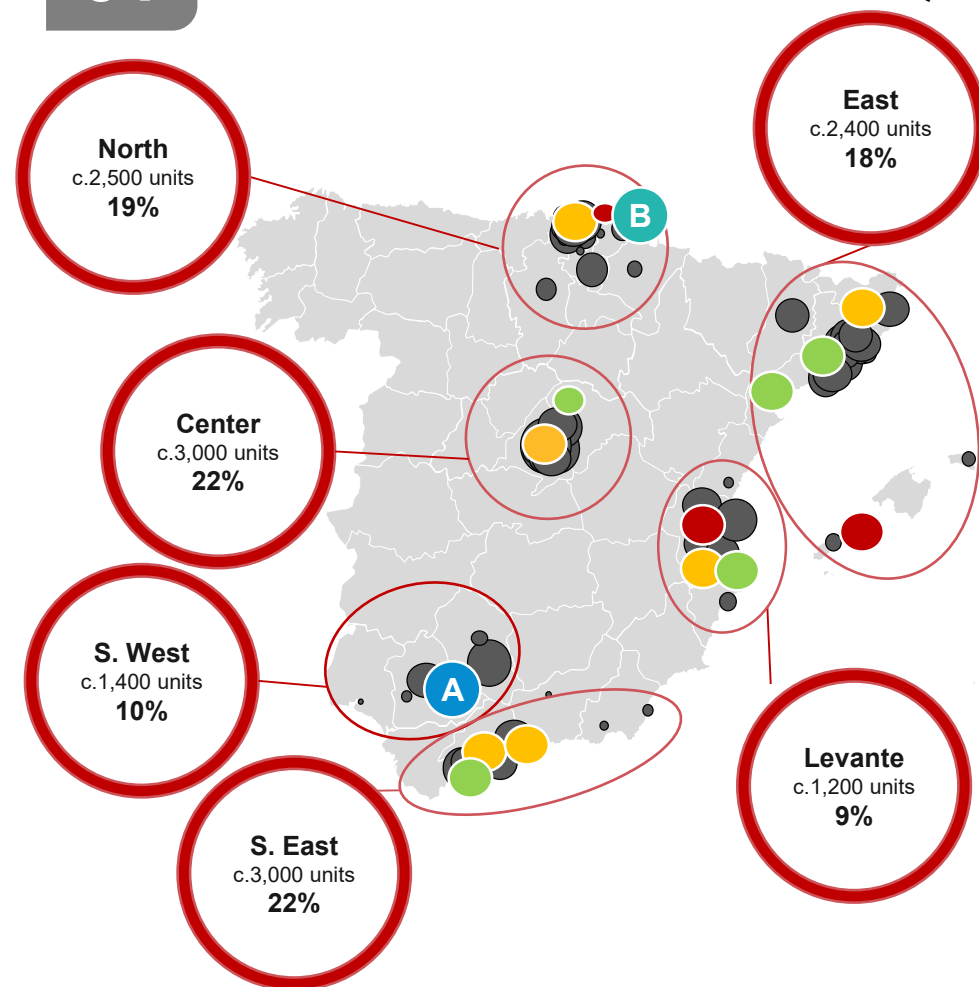 East
c.2,400 units
18%
North
c.2,500 units
19%
B
Center
c.3,000 units
22%
S. West
c.1,400 units
10%
A
Levante
c.1,200 units
9%
S. East
c.3,000 units
22%